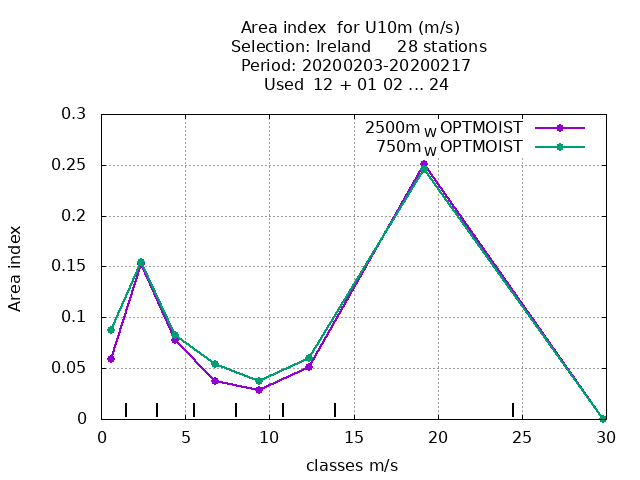 Area index  for U10m (m/s)
Selection: Ireland     28 stations
Period: 20200203-20200217
Used  12 + 01 02 ... 24
0.3
0.25
0.2
0.15
0.1
0.05
0
Area index
2500m_W OPTMOIST
750m_W OPTMOIST
0 5 10 15 20 25 30
classes m/s